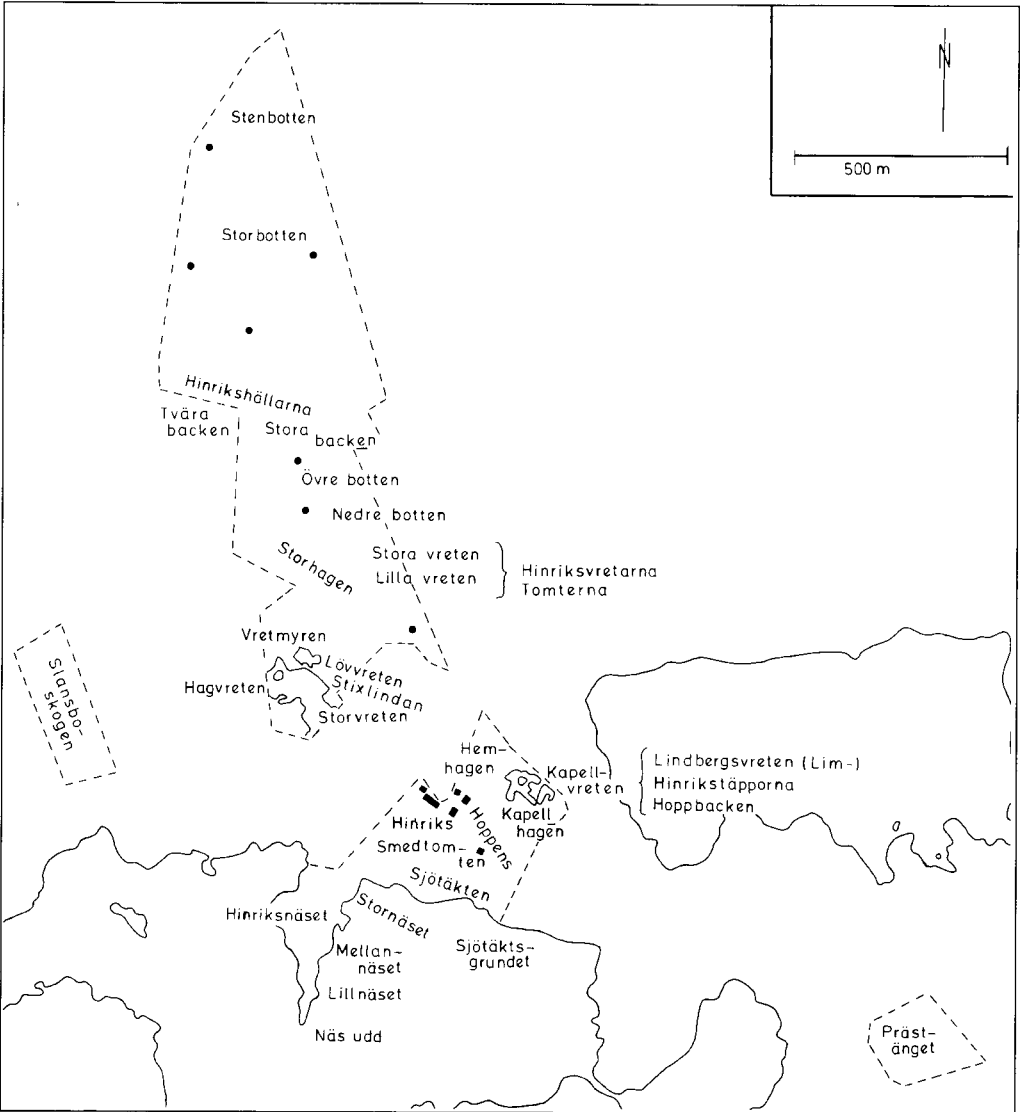 N
500 m
Stenbotten
Storbotten
Hinrikshällarna
Tvära
backen
Stora
backen
Övre botten
Nedre botten
Storhagen
Stora vreten
Lilla vreten
Hinriksvretarna
Tomterna
Vretmyren
Lövvreten
Stixlindan
Hagvreten
Storvreten
Slansbo-
skogen
Hem-
hagen
Kapell-
vreten
Kapell
hagen
Lindbergsvreten (Lim-)
Hinrikstäpporna
Hoppbacken
Hinriks
Hoppens
Smedtom-
ten
Sjötäkten
Hinriksnäset
Stornäset
Mellan-
näset
Sjötäkts-
grundet
Lillnäset
Näs udd
Präst-
änget